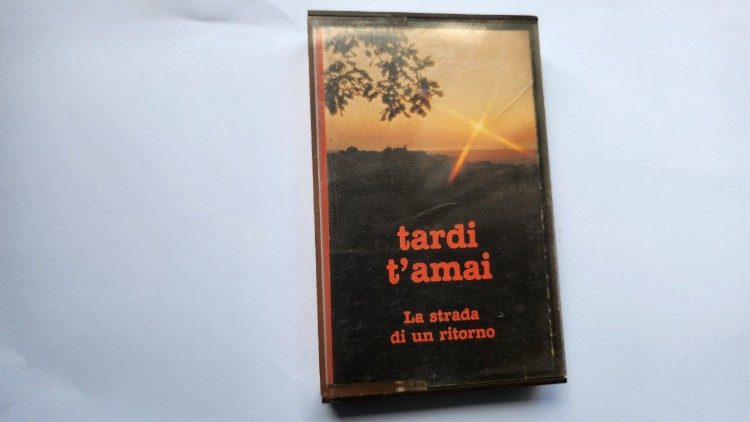 tardi
t'amai
La strada
di un ritorno